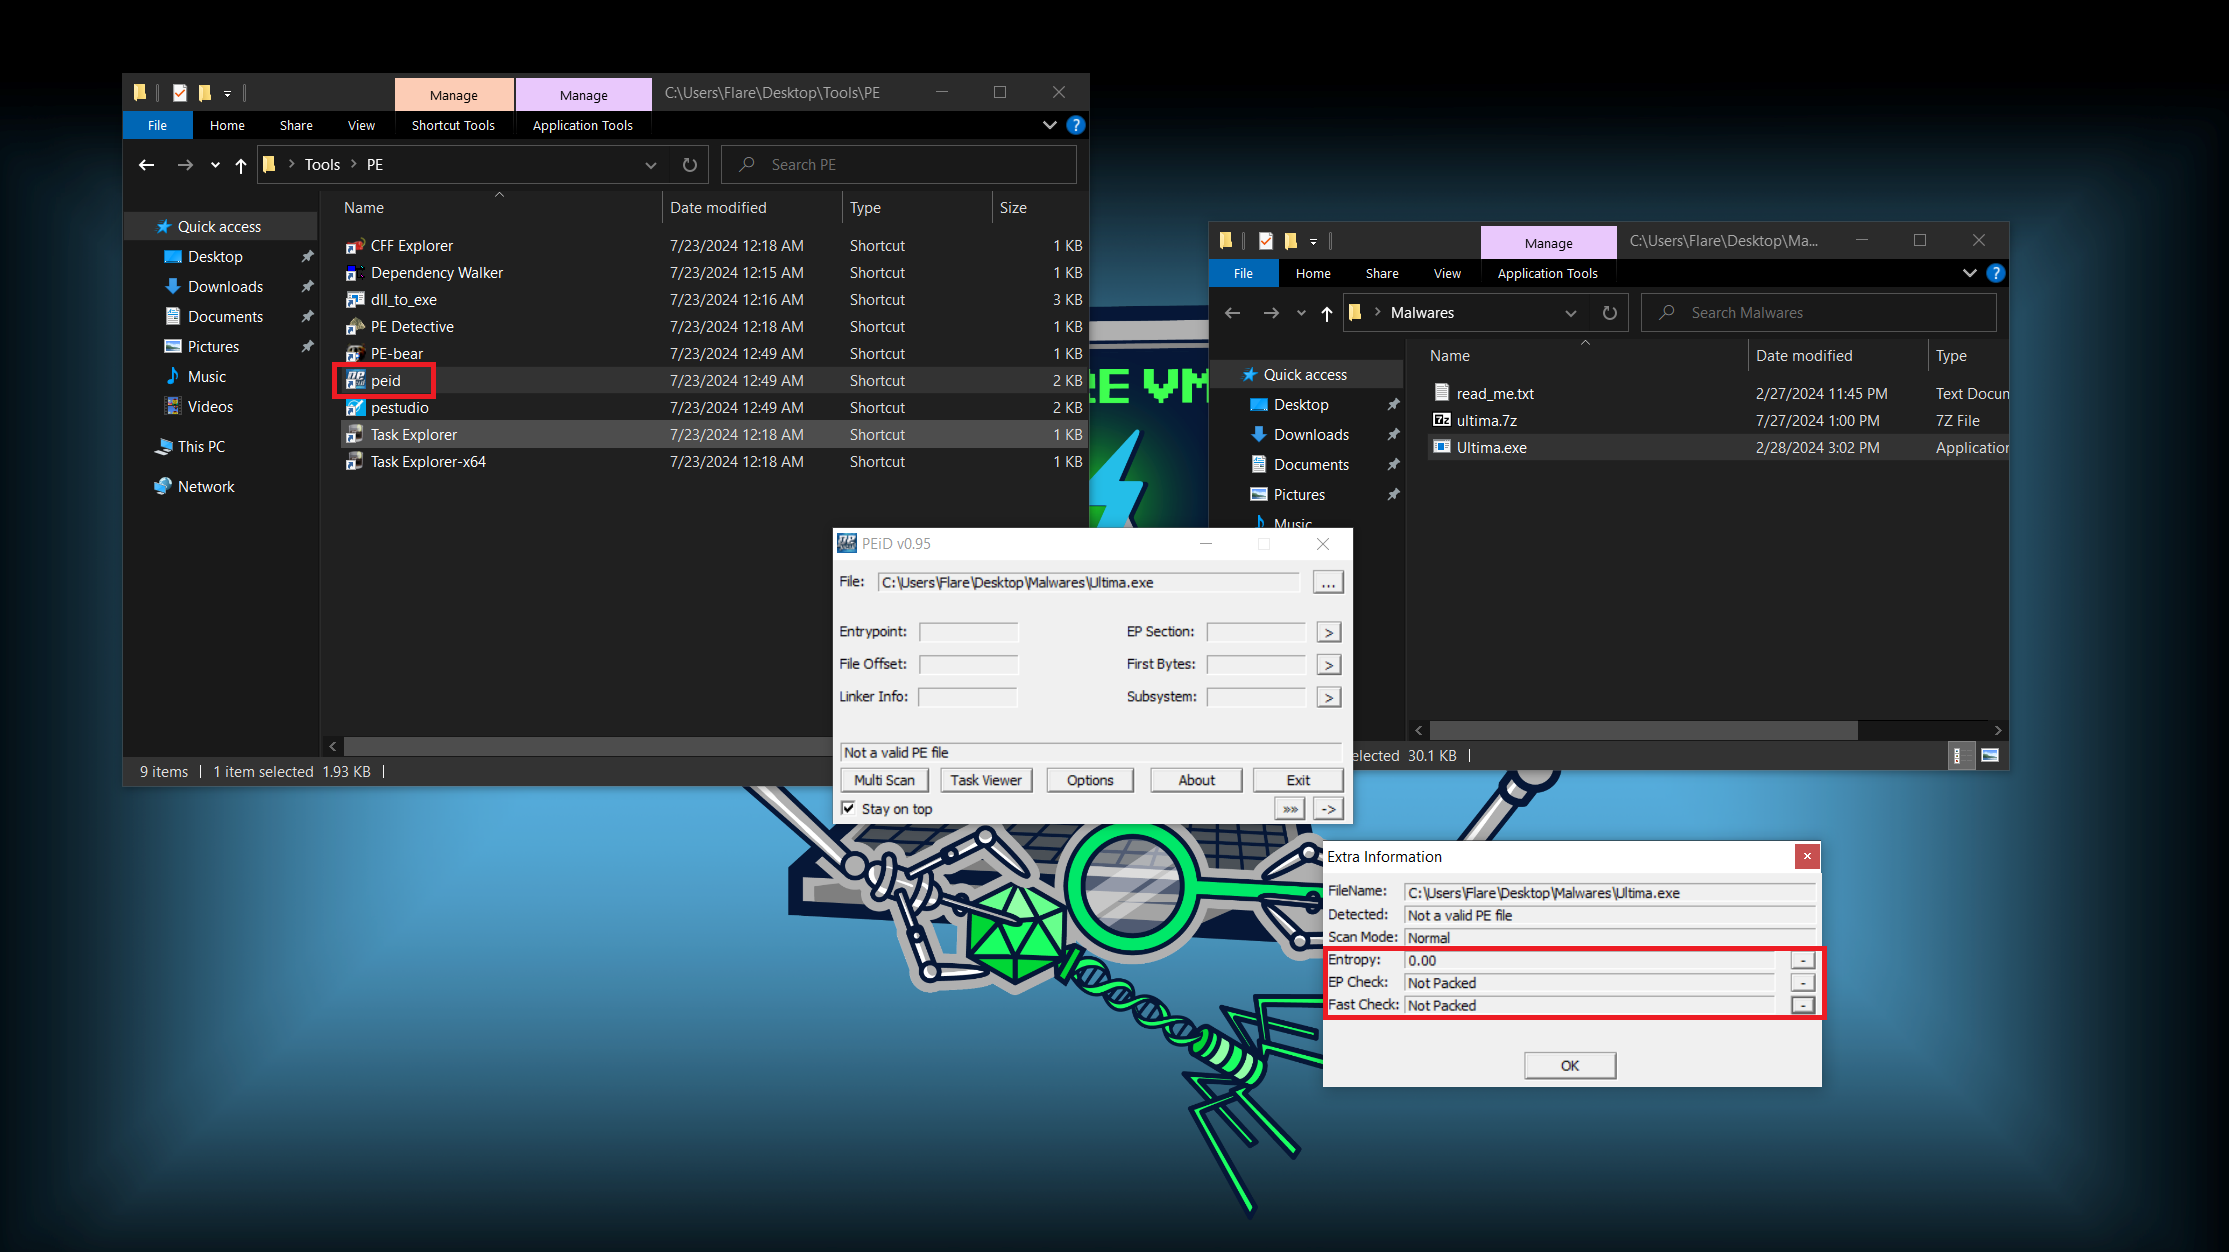 Manage
Manage
C:\Users\Flare\Desktop\Tools\PE
File
Home
Share
View
Shortcut Tools
Application Tools
Tools
PE
Search PE
Quick access
Desktop
Downloads
Documents
Pictures
Music
Videos
This PC
Network
Name Date modified Type Size
CFF Explorer 7/23/2024 12:18 AM Shortcut 1 KB
Dependency Walker 7/23/2024 12:15 AM Shortcut 1 KB
dll_to_exe 7/23/2024 12:16 AM Shortcut 3 KB
PE Detective 7/23/2024 12:18 AM Shortcut 1 KB
PE-bear 7/23/2024 12:49 AM Shortcut 1 KB
peid 7/23/2024 12:49 AM Shortcut 2 KB
pestudio 7/23/2024 12:49 AM Shortcut 2 KB
Task Explorer 7/23/2024 12:18 AM Shortcut 1 KB
Task Explorer-x64 7/23/2024 12:18 AM Shortcut 1 KB
9 items 1 item selected 1.93 KB
Manage
C:\Users\Flare\Desktop\Ma...
File
Home
Share
View
Application Tools
Malwares
Search Malwares
Quick access
Desktop
Downloads
Documents
Pictures
Music
Name Date modified Type
read_me.txt 2/27/2024 11:45 PM Text Docun
ultima.7z 7/27/2024 1:00 PM 7Z File
Ultima.exe 2/28/2024 3:02 PM Application
elected 30.1 KB
RE VM
PEiD v0.95
File: C:\Users\Flare\Desktop\Malwares\Ultima.exe ...
Entrypoint: EP Section: >
File Offset: First Bytes: >
Linker Info: Subsystem: >
Not a valid PE file
Multi Scan Task Viewer Options About Exit
Stay on top »» ->
Extra Information
FileName: C:\Users\Flare\Desktop\Malwares\Ultima.exe
Detected: Not a valid PE file
Scan Mode: Normal
Entropy: 0.00 -
EP Check: Not Packed -
Fast Check: Not Packed -
OK